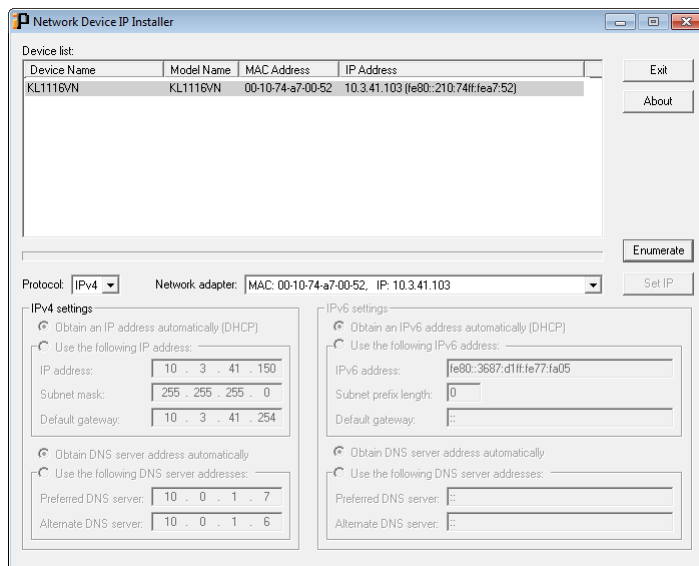 Network Device IP Installer
Device list:
Device Name Model Name MAC Address IP Address
KL1116VN KL1116VN 00-10-74-a7-00-52 10.3.41.103 (fe80::210:74ff:fea7:52)
Exit
About
Enumerate
Protocol: IPv4 Network adapter: MAC: 00-10-74-a7-00-52, IP: 10.3.41.103 Set IP
IPv4 settings
Obtain an IP address automatically (DHCP)
Use the following IP address:
IP address: 10 . 3 . 41 . 150
Subnet mask: 255 . 255 . 255 . 0
Default gateway: 10 . 3 . 41 . 254
Obtain DNS server address automatically
Use the following DNS server addresses:
Preferred DNS server: 10 . 0 . 1 . 7
Alternate DNS server: 10 . 0 . 1 . 6
IPv6 settings
Obtain an IPv6 address automatically (DHCP)
Use the following IPv6 address:
IPv6 address: fe80::3687:d1ff:fe77:fa05
Subnet prefix length: 0
Default gateway: ::
Obtain DNS server address automatically
Use the following DNS server addresses:
Preferred DNS server: ::
Alternate DNS server: ::